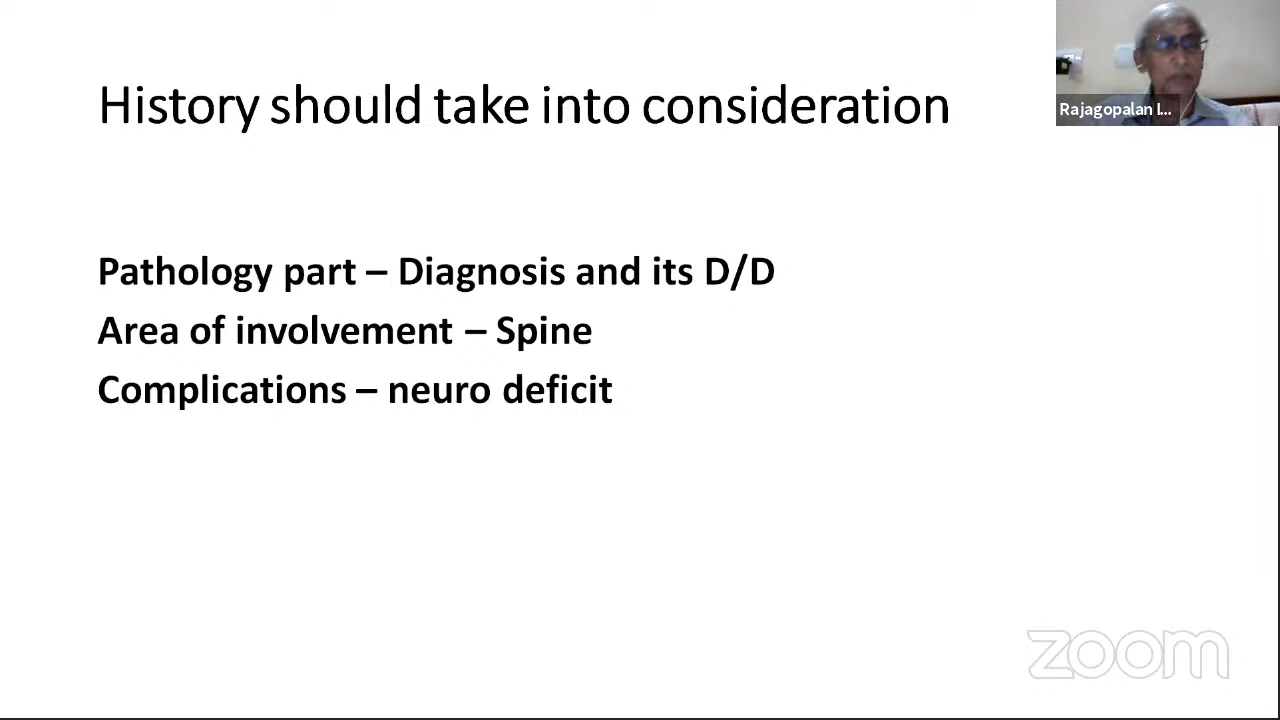 History should take into consideration
Rajagopalan I...
Pathology part – Diagnosis and its D/D
Area of involvement – Spine
Complications – neuro deficit
zoom